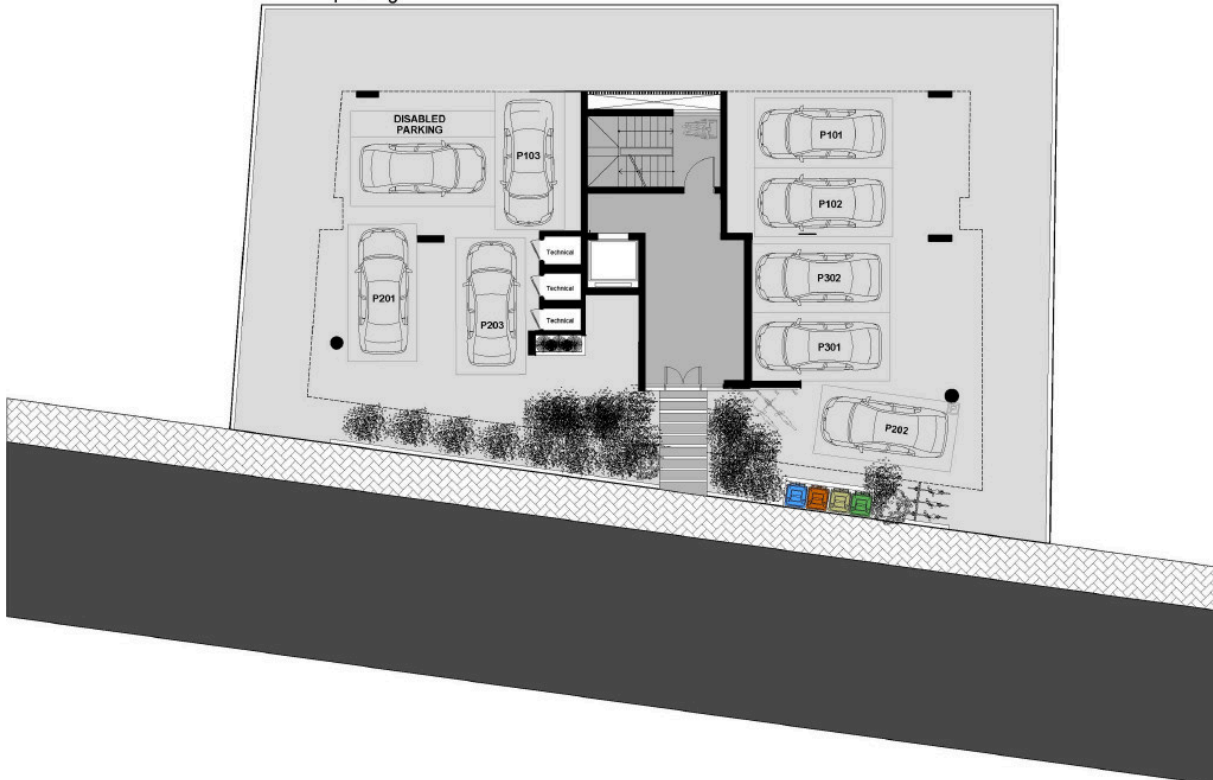 DISABLED
PARKING
P103
P101
P102
P201
P203
Technical
Technical
Technical
P302
P301
P202